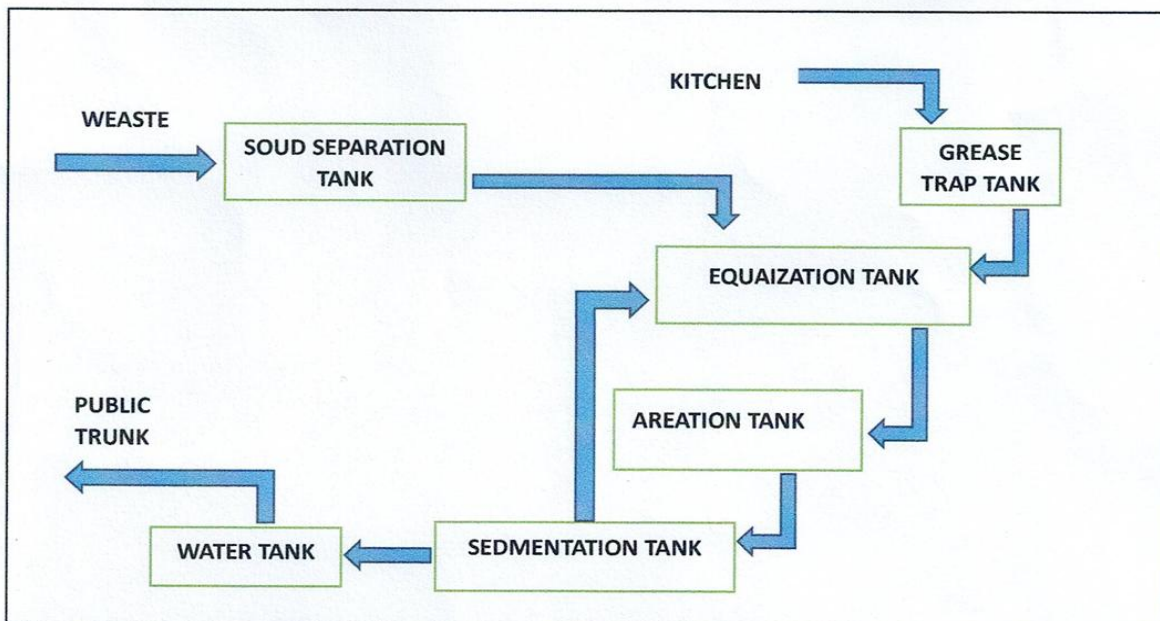 KITCHEN
WEASTE
SOUD SEPARATION
TANK
GREASE
TRAP TANK
EQUAIZATION TANK
AREATION TANK
PUBLIC
TRUNK
WATER TANK
SEDMENTATION TANK